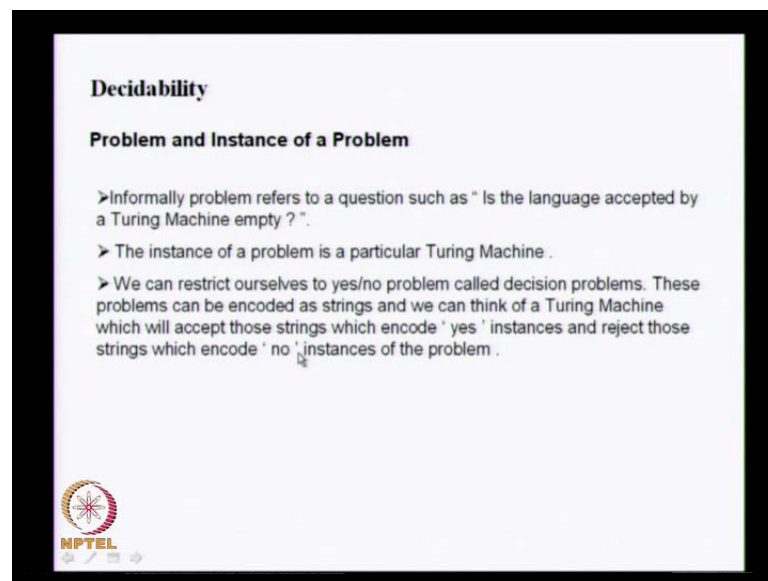 Decidability
Problem and Instance of a Problem
➢Informally problem refers to a question such as “ Is the language accepted by
a Turing Machine empty ? ”.
➢ The instance of a problem is a particular Turing Machine .
➢ We can restrict ourselves to yes/no problem called decision problems. These
problems can be encoded as strings and we can think of a Turing Machine
which will accept those strings which encode ‘ yes ’ instances and reject those
strings which encode ‘ no ’ instances of the problem .
NPTEL